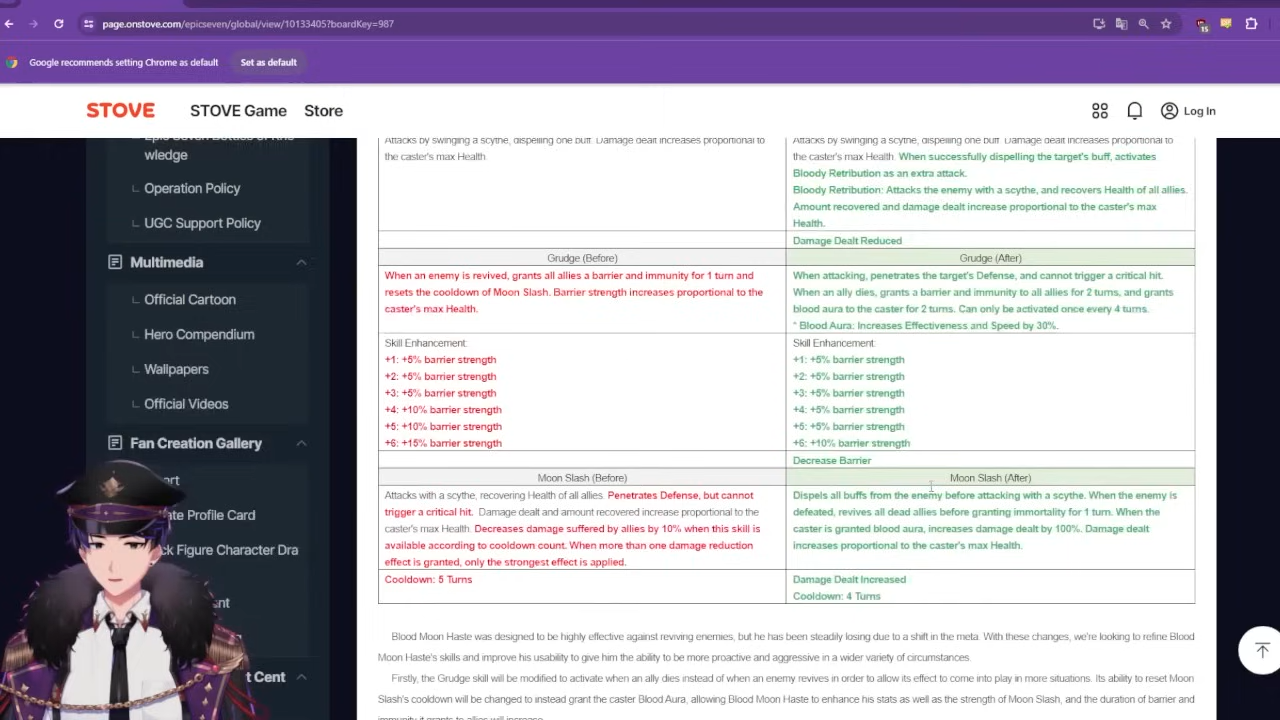 page.onstove.com/epicseven/global/view/10133405?boardKey=987
15
Google recommends setting Chrome as default
Set as default
STOVE
STOVE Game
Store
Log In
wledge
Operation Policy
UGC Support Policy
Multimedia
Official Cartoon
Hero Compendium
Wallpapers
Official Videos
Fan Creation Gallery
te Profile Card
ck Figure Character Dra
nt
t Cent
Attacks by swinging a scythe, dispelling one buff. Damage dealt increases proportional to
the caster's max Health.
Attacks by swinging a scythe, dispelling one buff. Damage dealt increases proportional to
the caster's max Health. When successfully dispelling the target's buff, activates
Bloody Retribution as an extra attack.
Bloody Retribution: Attacks the enemy with a scythe, and recovers Health of all allies.
Amount recovered and damage dealt increase proportional to the caster's max
Health.
Damage Dealt Reduced
Grudge (Before)
Grudge (After)
When an enemy is revived, grants all allies a barrier and immunity for 1 turn and
resets the cooldown of Moon Slash. Barrier strength increases proportional to the
caster's max Health.
When attacking, penetrates the target's Defense, and cannot trigger a critical hit.
When an ally dies, grants a barrier and immunity to all allies for 2 turns, and grants
blood aura to the caster for 2 turns. Can only be activated once every 4 turns.
* Blood Aura: Increases Effectiveness and Speed by 30%.
Skill Enhancement:
+1: +5% barrier strength
+2: +5% barrier strength
+3: +5% barrier strength
+4: +10% barrier strength
+5: +10% barrier strength
+6: +15% barrier strength
Skill Enhancement:
+1: +5% barrier strength
+2: +5% barrier strength
+3: +5% barrier strength
+4: +5% barrier strength
+5: +5% barrier strength
+6: +10% barrier strength
Decrease Barrier
Moon Slash (Before)
Moon Slash (After)
Attacks with a scythe, recovering Health of all allies. Penetrates Defense, but cannot
trigger a critical hit. Damage dealt and amount recovered increase proportional to the
caster's max Health. Decreases damage suffered by allies by 10% when this skill is
available according to cooldown count. When more than one damage reduction
effect is granted, only the strongest effect is applied.
Dispels all buffs from the enemy before attacking with a scythe. When the enemy is
defeated, revives all dead allies before granting immortality for 1 turn. When the
caster is granted blood aura, increases damage dealt by 100%. Damage dealt
increases proportional to the caster's max Health.
Cooldown: 5 Turns
Damage Dealt Increased
Cooldown: 4 Turns
Blood Moon Haste was designed to be highly effective against reviving enemies, but he has been steadily losing due to a shift in the meta. With these changes, we're looking to refine Blood
Moon Haste's skills and improve his usability to give him the ability to be more proactive and aggressive in a wider variety of circumstances.
Firstly, the Grudge skill will be modified to activate when an ally dies instead of when an enemy revives in order to allow its effect to come into play in more situations. Its ability to reset Moon
Slash's cooldown will be changed to instead grant the caster Blood Aura, allowing Blood Moon Haste to enhance his stats as well as the strength of Moon Slash, and the duration of barrier and
immunity it grants to allies will increase.